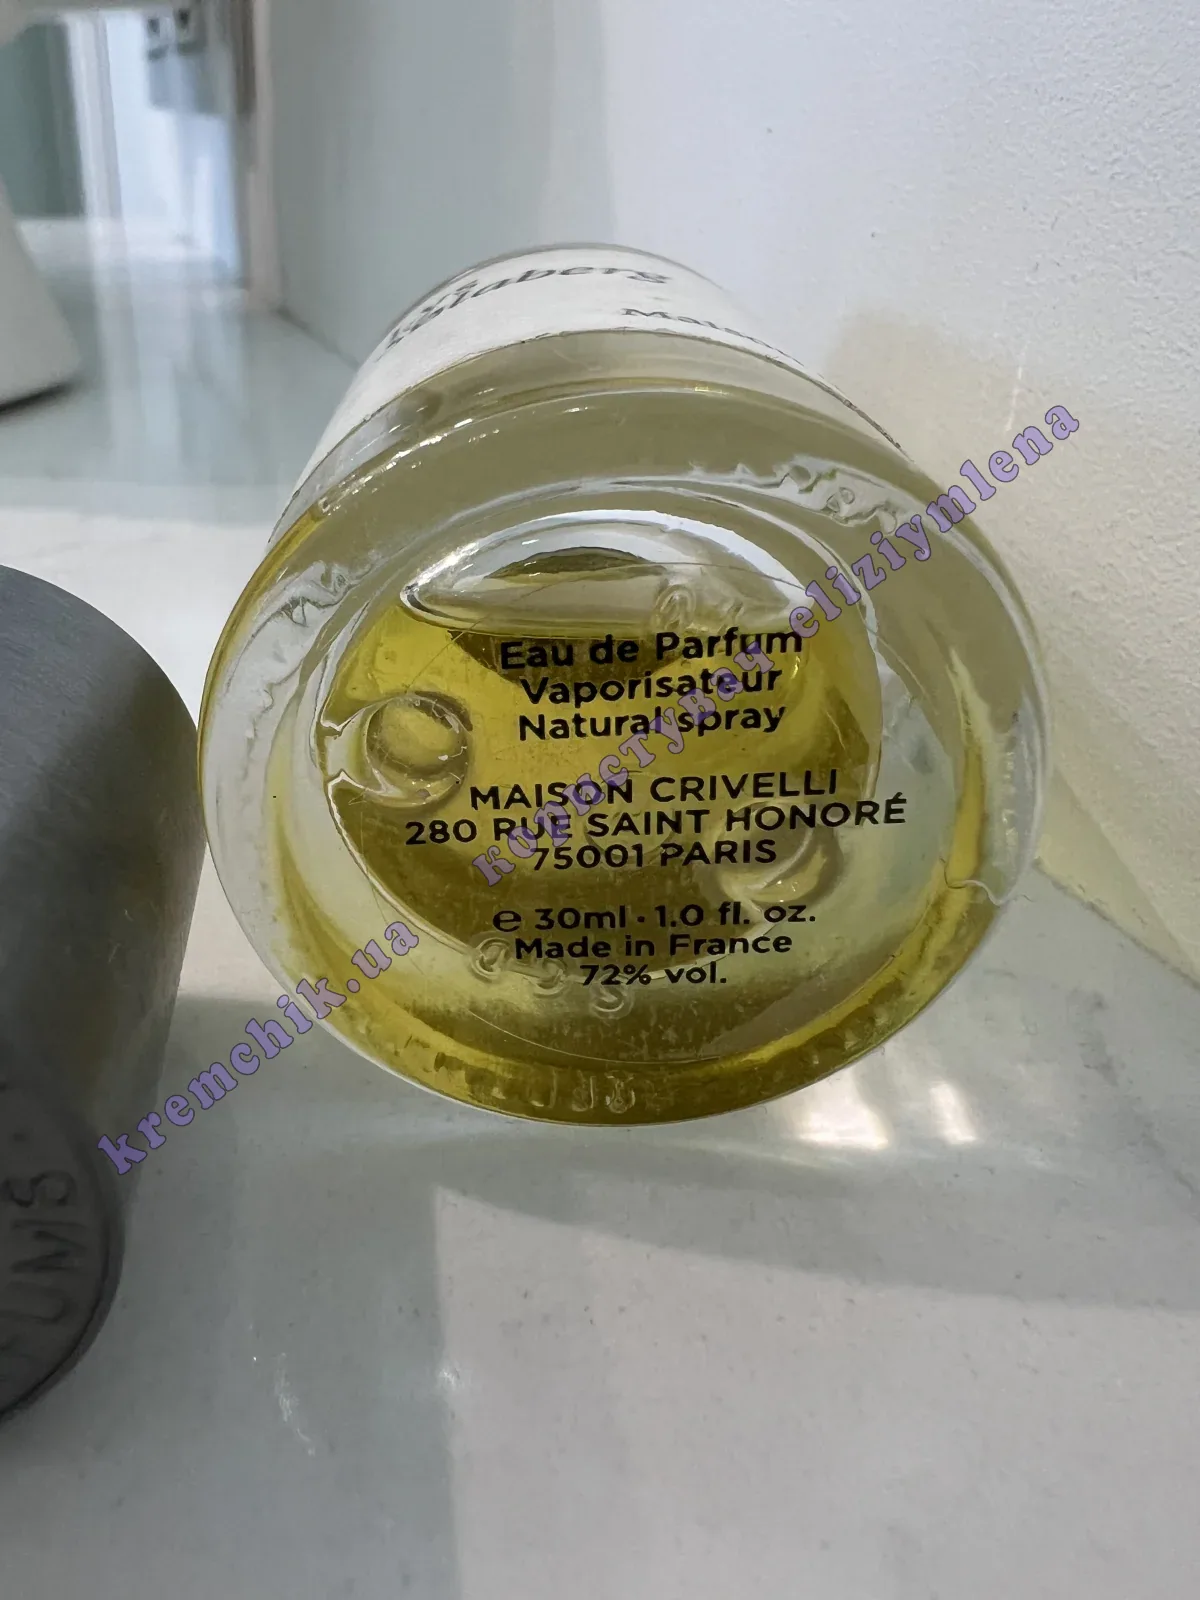 Eau de Parfum
Vaporisateur
Natural spray
MAISON CRIVELLI
280 RUE SAINT HONORÉ
75001 PARIS
e 30ml · 1.0 fl. oz.
Made in France
72% vol.
kremchik.ua користувач eliziymlena